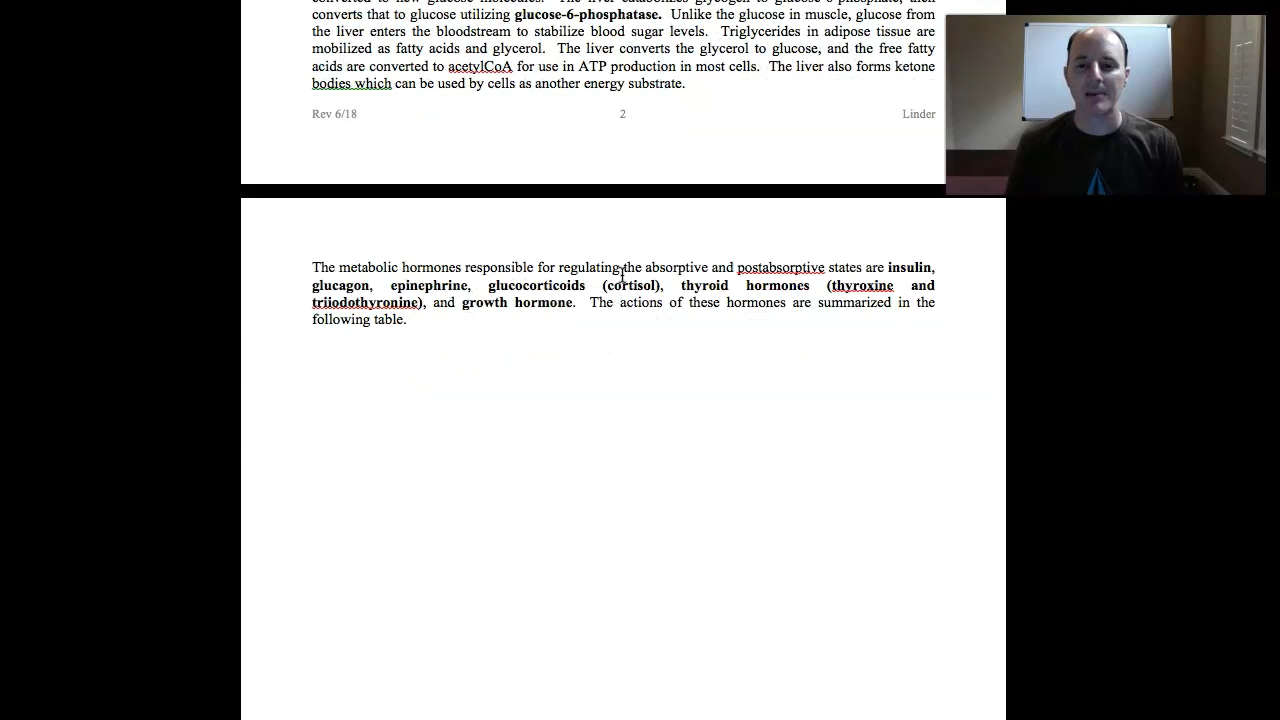 converts that to glucose utilizing glucose-6-phosphatase. Unlike the glucose in muscle, glucose from
the liver enters the bloodstream to stabilize blood sugar levels. Triglycerides in adipose tissue are
mobilized as fatty acids and glycerol. The liver converts the glycerol to glucose, and the free fatty
acids are converted to acetylCoA for use in ATP production in most cells. The liver also forms ketone
bodies which can be used by cells as another energy substrate.
Rev 6/18 2 Linder
The metabolic hormones responsible for regulating the absorptive and postabsorptive states are insulin,
glucagon, epinephrine, glucocorticoids (cortisol), thyroid hormones (thyroxine and
triiodothyronine), and growth hormone. The actions of these hormones are summarized in the
following table.